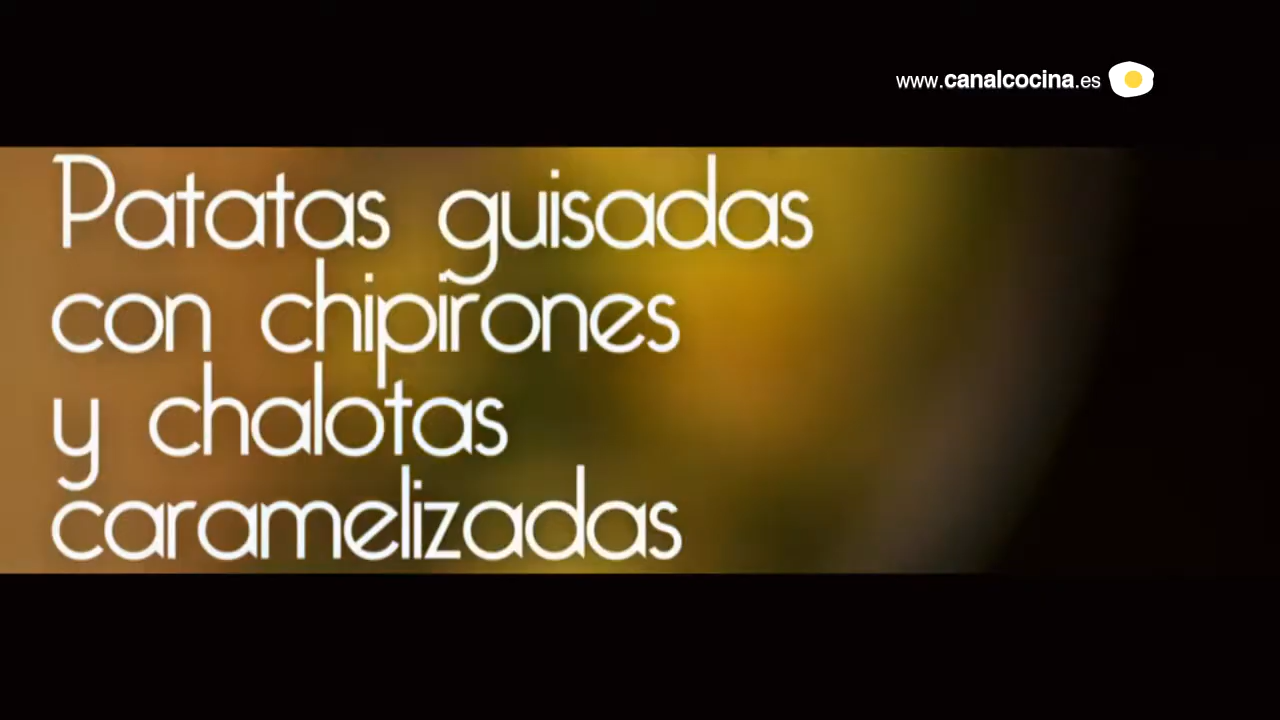 www.canalcocina.es
Patatas guisadas
con chipirones
y chalotas
caramelizadas